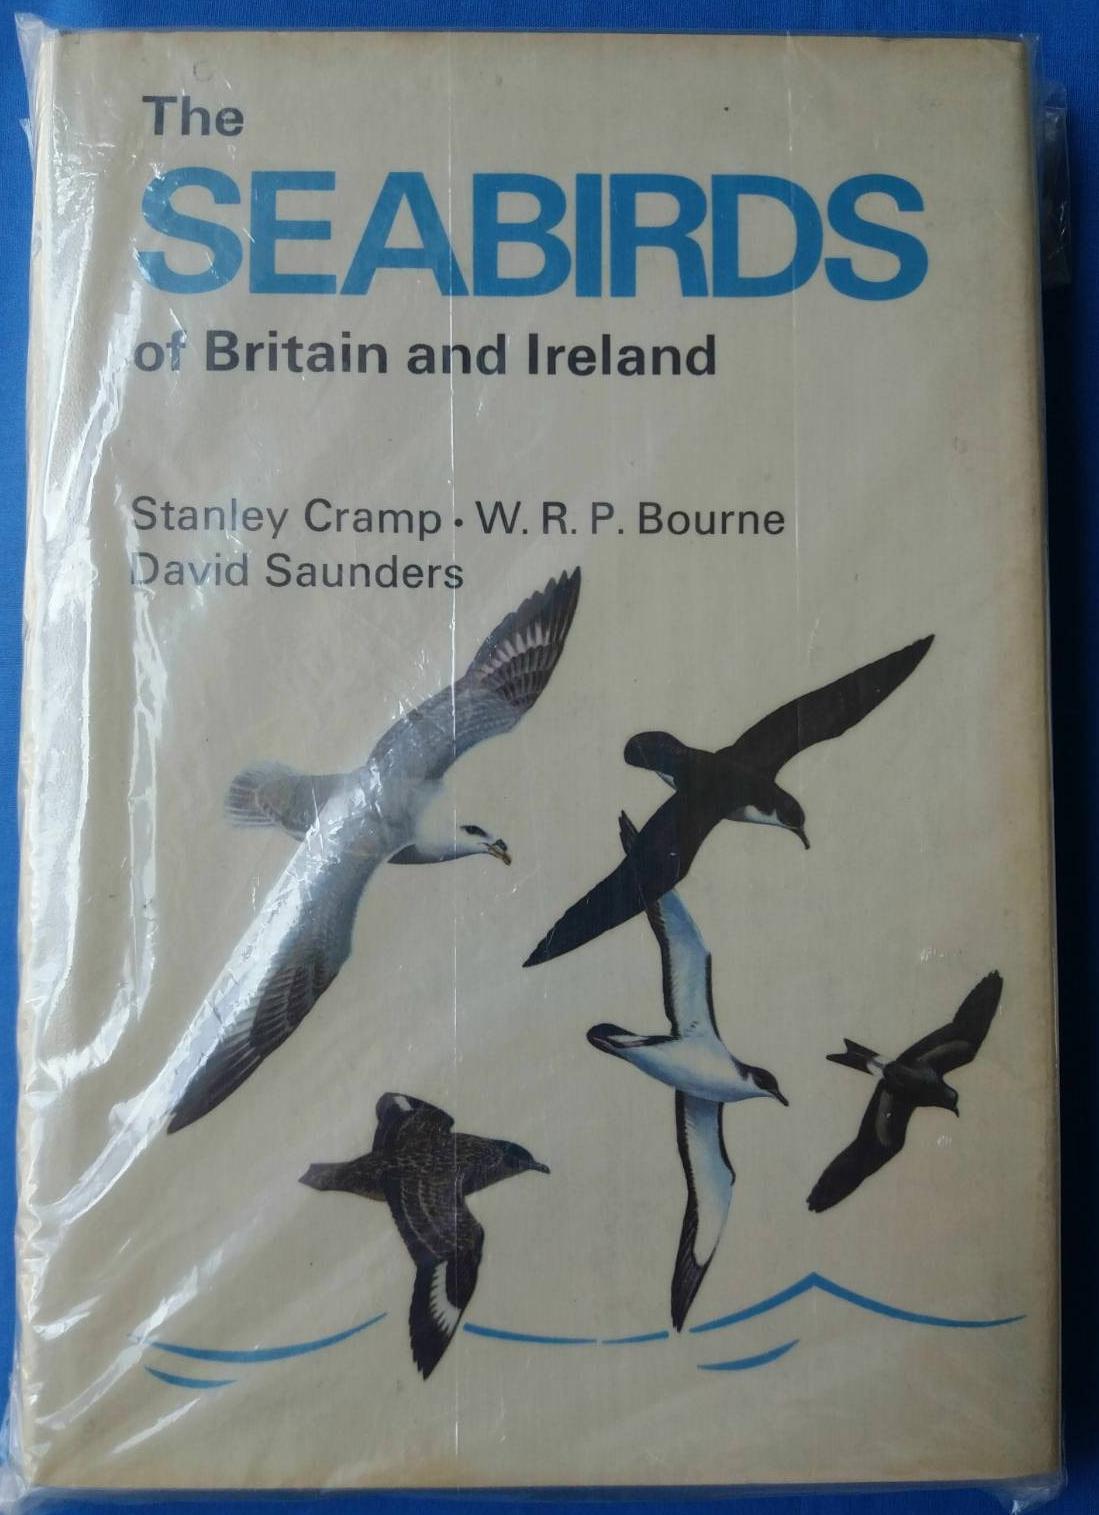 The
SEABIRDS
of Britain and Ireland
Stanley Cramp · W. R. P. Bourne
David Saunders